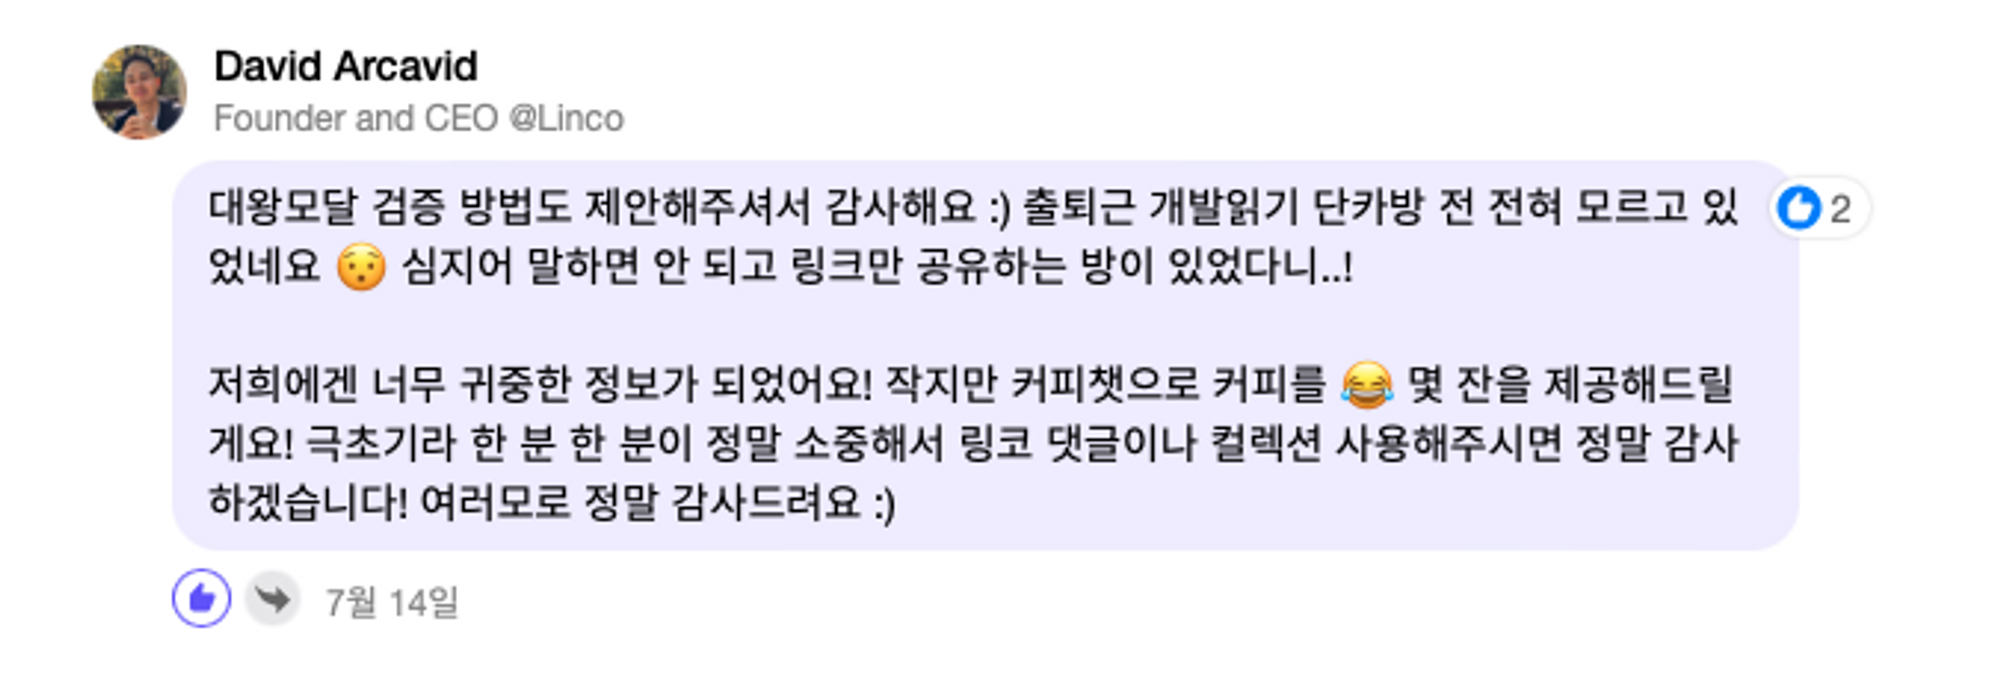 David Arcavid
Founder and CEO @Linco
대왕모달 검증 방법도 제안해주셔서 감사해요 :) 출퇴근 개발읽기 단카방 전 전혀 모르고 있
었네요 😯 심지어 말하면 안 되고 링크만 공유하는 방이 있었다니..!
2
저희에겐 너무 귀중한 정보가 되었어요! 작지만 커피챗으로 커피를 😂 몇 잔을 제공해드릴
게요! 극초기라 한 분 한 분이 정말 소중해서 링코 댓글이나 컬렉션 사용해주시면 정말 감사
하겠습니다! 여러모로 정말 감사드려요 :)
7월 14일